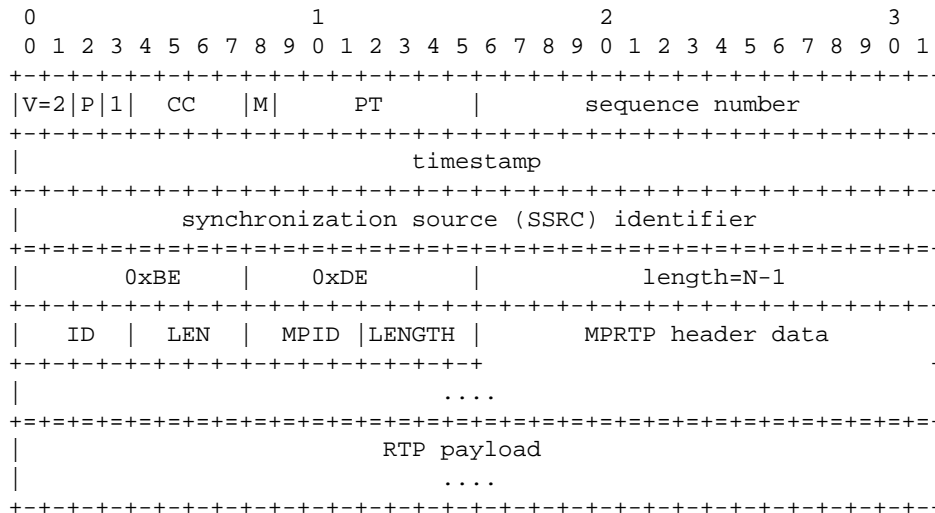 0                   1                   2                   3
 0 1 2 3 4 5 6 7 8 9 0 1 2 3 4 5 6 7 8 9 0 1 2 3 4 5 6 7 8 9 0 1
+-+-+-+-+-+-+-+-+-+-+-+-+-+-+-+-+-+-+-+-+-+-+-+-+-+-+-+-+-+-+-+-
|V=2|P|1|  CC   |M|     PT      |       sequence number
+-+-+-+-+-+-+-+-+-+-+-+-+-+-+-+-+-+-+-+-+-+-+-+-+-+-+-+-+-+-+-+-
|                           timestamp
+-+-+-+-+-+-+-+-+-+-+-+-+-+-+-+-+-+-+-+-+-+-+-+-+-+-+-+-+-+-+-+-
|           synchronization source (SSRC) identifier
+=+=+=+=+=+=+=+=+=+=+=+=+=+=+=+=+=+=+=+=+=+=+=+=+=+=+=+=+=+=+=+=
|       0xBE    |    0xDE       |           length=N-1
+-+-+-+-+-+-+-+-+-+-+-+-+-+-+-+-+-+-+-+-+-+-+-+-+-+-+-+-+-+-+-+-
|   ID  |  LEN  |  MPID |LENGTH |       MPRTP header data
+-+-+-+-+-+-+-+-+-+-+-+-+-+-+-+-+                               -
|                             ....
+=+=+=+=+=+=+=+=+=+=+=+=+=+=+=+=+=+=+=+=+=+=+=+=+=+=+=+=+=+=+=+=
|                         RTP payload
|                             ....
+-+-+-+-+-+-+-+-+-+-+-+-+-+-+-+-+-+-+-+-+-+-+-+-+-+-+-+-+-+-+-+-